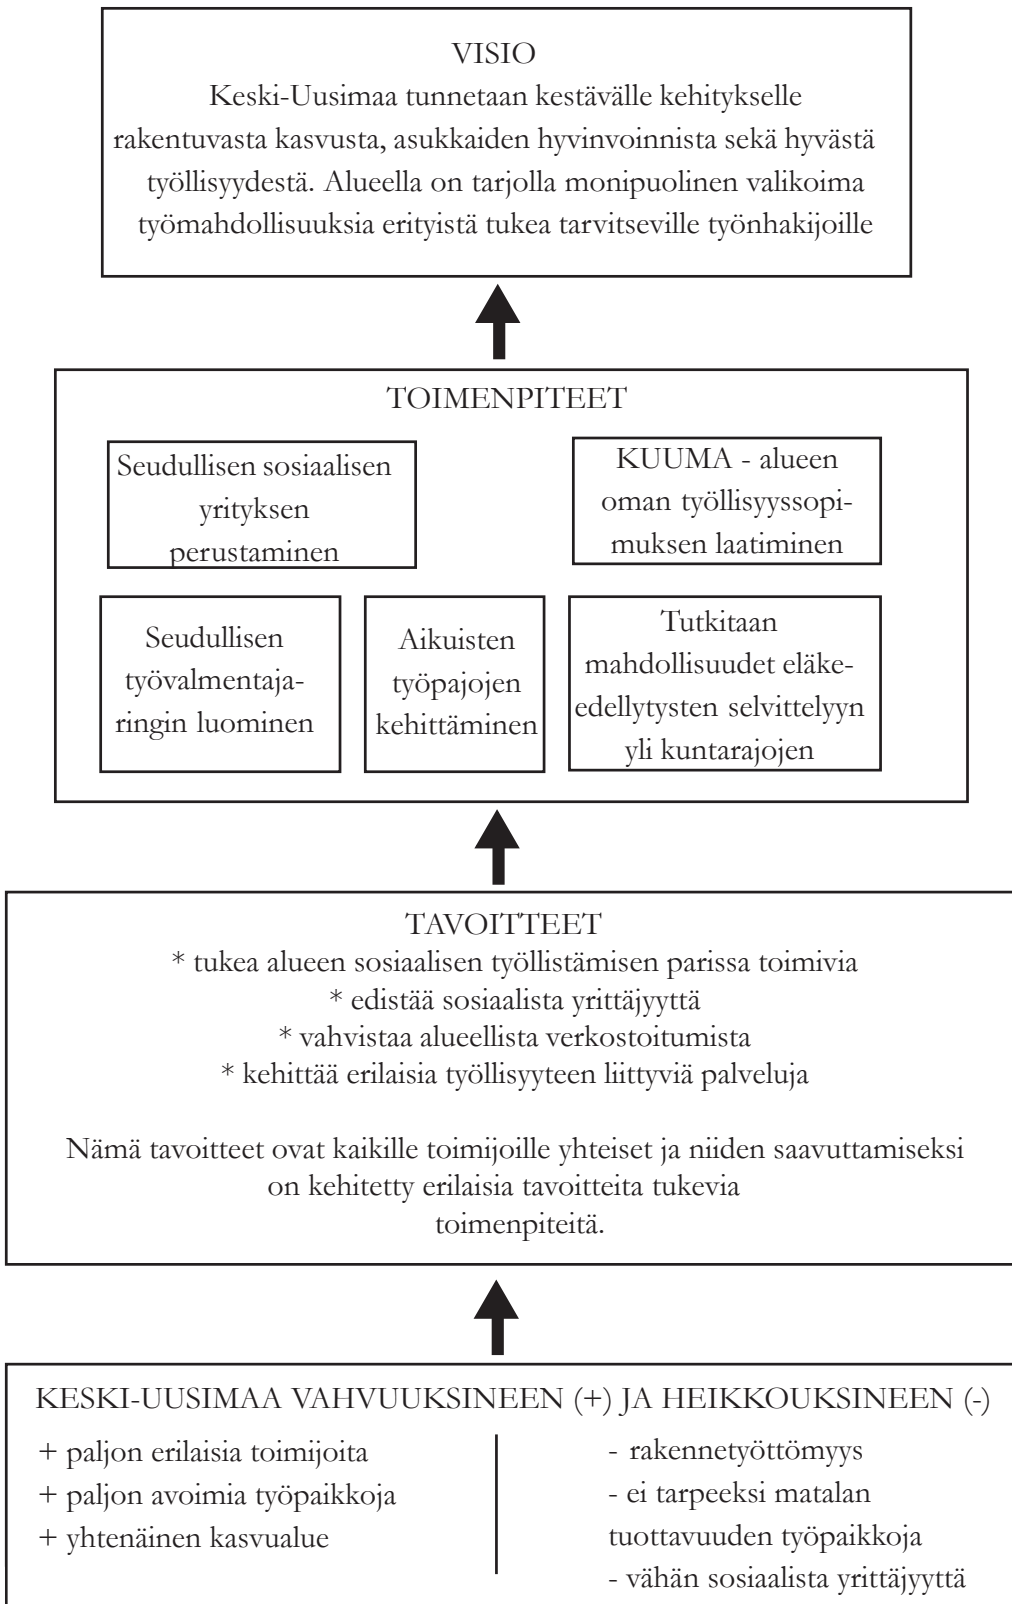 VISIO
Keski-Uusimaa tunnetaan kestävälle kehitykselle
rakentuvasta kasvusta, asukkaiden hyvinvoinnista sekä hyvästä
työllisyydestä. Alueella on tarjolla monipuolinen valikoima
työmahdollisuuksia erityistä tukea tarvitseville työnhakijoille
TOIMENPITEET
Seudullisen sosiaalisen
yrityksen
perustaminen
KUUMA - alueen
oman työllisyyssopi-
muksen laatiminen
Seudullisen
työvalmentaja-
ringin luominen
Aikuisten
työpajojen
kehittäminen
Tutkitaan
mahdollisuudet eläke-
edellytysten selvittelyyn
yli kuntarajojen
TAVOITTEET
* tukea alueen sosiaalisen työllistämisen parissa toimivia
* edistää sosiaalista yrittäjyyttä
* vahvistaa alueellista verkostoitumista
* kehittää erilaisia työllisyyteen liittyviä palveluja
Nämä tavoitteet ovat kaikille toimijoille yhteiset ja niiden saavuttamiseksi
on kehitetty erilaisia tavoitteita tukevia
toimenpiteitä.
KESKI-UUSIMAA VAHVUUKSINEEN (+) JA HEIKKOUKSINEEN (-)
+ paljon erilaisia toimijoita
+ paljon avoimia työpaikkoja
+ yhtenäinen kasvualue
- rakennetyöttömyys
- ei tarpeeksi matalan
tuottavuuden työpaikkoja
- vähän sosiaalista yrittäjyyttä